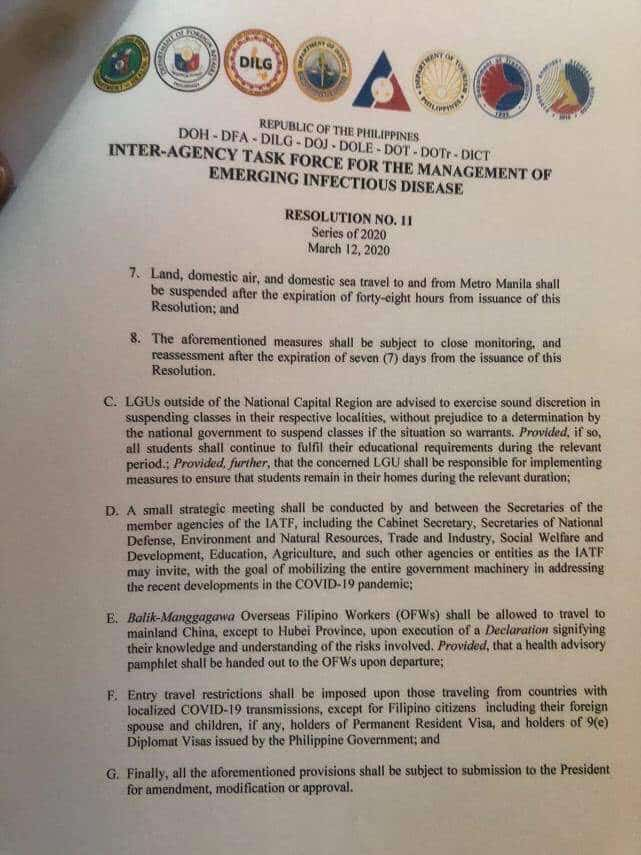 DILG
REPUBLIC OF THE PHILIPPINES
DOH - DFA - DILG - DOJ - DOLE - DOT - DOTr - DICT
INTER-AGENCY TASK FORCE FOR THE MANAGEMENT OF
EMERGING INFECTIOUS DISEASE
RESOLUTION NO. 11
Series of 2020
March 12, 2020
7. Land, domestic air, and domestic sea travel to and from Metro Manila shall
be suspended after the expiration of forty-eight hours from issuance of this
Resolution; and
8. The aforementioned measures shall be subject to close monitoring, and
reassessment after the expiration of seven (7) days from the issuance of this
Resolution.
C. LGUs outside of the National Capital Region are advised to exercise sound discretion in
suspending classes in their respective localities, without prejudice to a determination by
the national government to suspend classes if the situation so warrants. Provided, if so,
all students shall continue to fulfil their educational requirements during the relevant
period.; Provided, further, that the concerned LGU shall be responsible for implementing
measures to ensure that students remain in their homes during the relevant duration;
D. A small strategic meeting shall be conducted by and between the Secretaries of the
member agencies of the IATF, including the Cabinet Secretary, Secretaries of National
Defense, Environment and Natural Resources, Trade and Industry, Social Welfare and
Development, Education, Agriculture, and such other agencies or entities as the IATF
may invite, with the goal of mobilizing the entire government machinery in addressing
the recent developments in the COVID-19 pandemic;
E. Balik-Manggagawa Overseas Filipino Workers (OFWs) shall be allowed to travel to
mainland China, except to Hubei Province, upon execution of a Declaration signifying
their knowledge and understanding of the risks involved. Provided, that a health advisory
pamphlet shall be handed out to the OFWs upon departure;
F. Entry travel restrictions shall be imposed upon those traveling from countries with
localized COVID-19 transmissions, except for Filipino citizens including their foreign
spouse and children, if any, holders of Permanent Resident Visa, and holders of 9(e)
Diplomat Visas issued by the Philippine Government; and
G. Finally, all the aforementioned provisions shall be subject to submission to the President
for amendment, modification or approval.